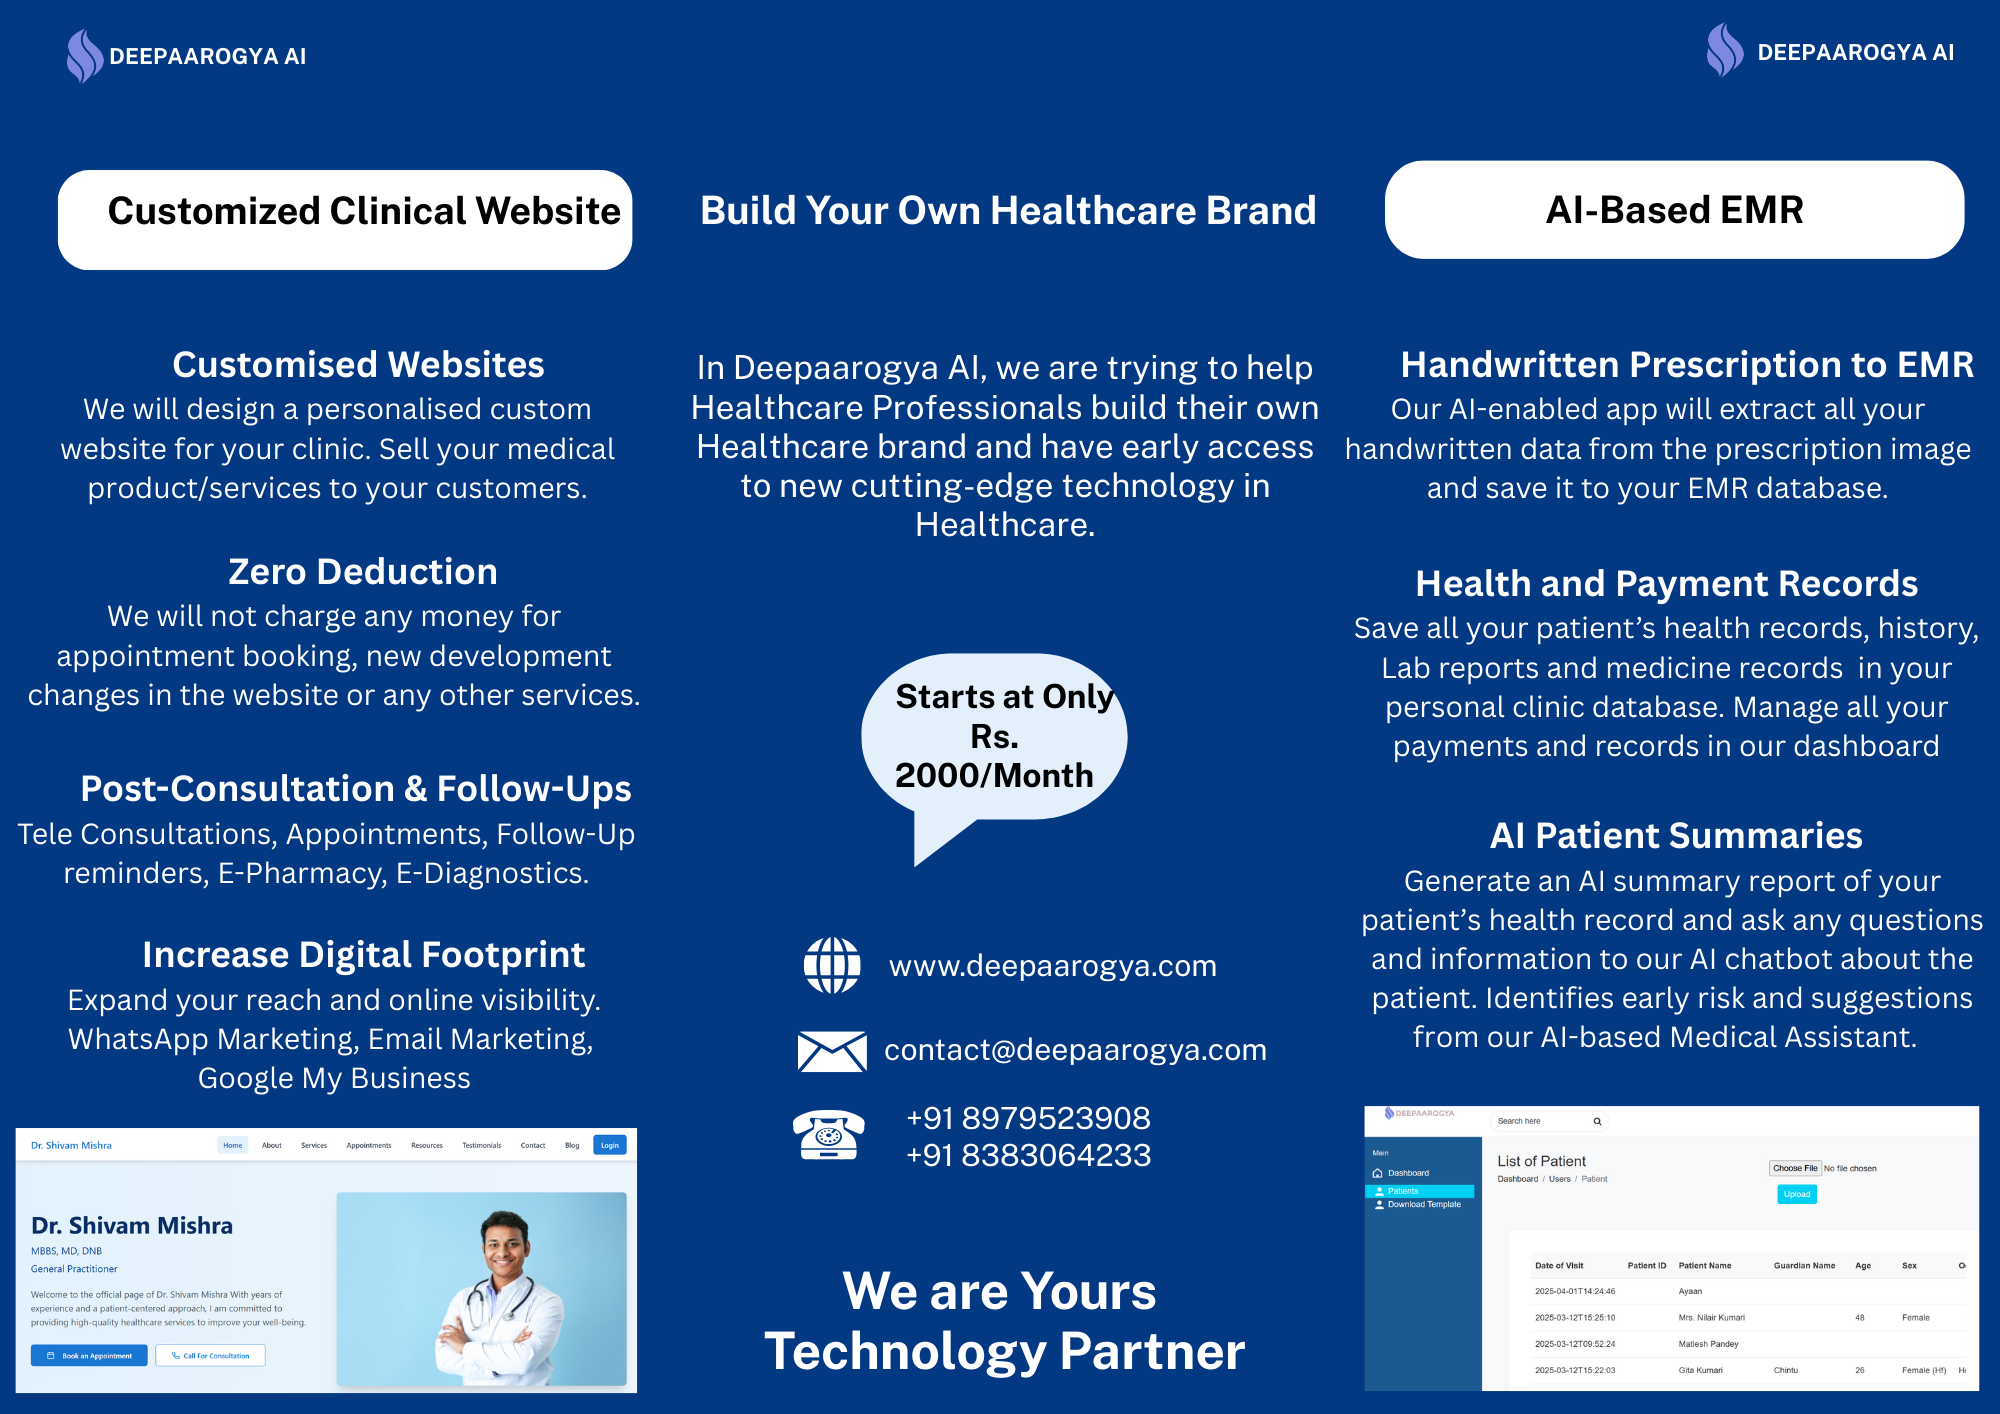 DEEPAAROGYA AI
Customized Clinical Website
Customised Websites
We will design a personalised custom
website for your clinic. Sell your medical
product/services to your customers.
Zero Deduction
We will not charge any money for
appointment booking, new development
changes in the website or any other services.
Post-Consultation & Follow-Ups
Tele Consultations, Appointments, Follow-Up
reminders, E-Pharmacy, E-Diagnostics.
Increase Digital Footprint
Expand your reach and online visibility.
WhatsApp Marketing, Email Marketing,
Google My Business
Dr. Shivam Mishra
Home About Services Appointments Resources Testimonials Contact Blog Login
Dr. Shivam Mishra
MBBS, MD, DNB
General Practitioner
Welcome to the official page of Dr. Shivam Mishra With years of
experience and a patient-centered approach, I am committed to
providing high-quality healthcare services to improve your well-being.
Book an Appointment Call For Consultation
Build Your Own Healthcare Brand
In Deepaarogya AI, we are trying to help
Healthcare Professionals build their own
Healthcare brand and have early access
to new cutting-edge technology in
Healthcare.
Starts at Only
Rs.
2000/Month
www.deepaarogya.com
contact@deepaarogya.com
+91 8979523908
+91 8383064233
We are Yours
Technology Partner
DEEPAAROGYA AI
AI-Based EMR
Handwritten Prescription to EMR
Our AI-enabled app will extract all your
handwritten data from the prescription image
and save it to your EMR database.
Health and Payment Records
Save all your patient’s health records, history,
Lab reports and medicine records in your
personal clinic database. Manage all your
payments and records in our dashboard
AI Patient Summaries
Generate an AI summary report of your
patient’s health record and ask any questions
and information to our AI chatbot about the
patient. Identifies early risk and suggestions
from our AI-based Medical Assistant.
DEEPAAROGYA
Search here
Main
Dashboard
Patients
Download Template
List of Patient
Dashboard / Users / Patient
Choose File No file chosen
Upload
Date of Visit Patient ID Patient Name Guardian Name Age Sex
2025-04-01T14:24:46 Ayaan
2025-03-12T15:25:10 Mrs. Nilair Kumari 48 Female
2025-03-12T09:52:24 Matlesh Pandey
2025-03-12T15:22:03 Gita Kumari Chintu 26 Female (Hf)